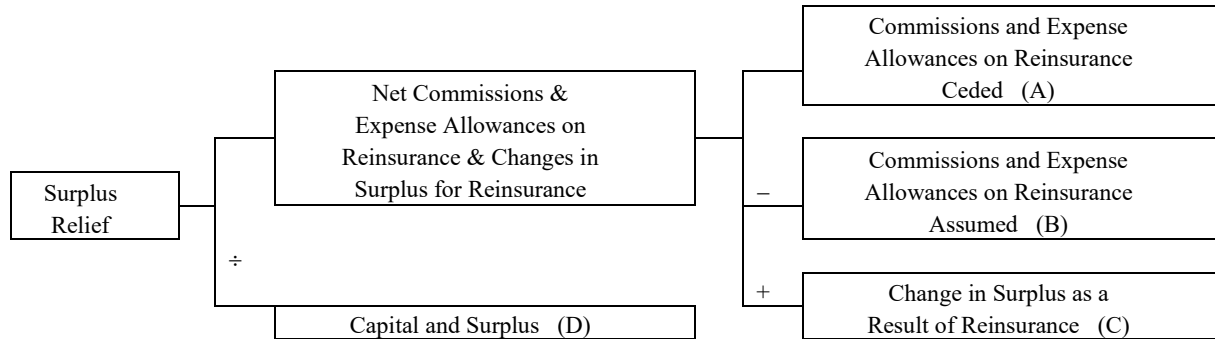 Surplus
Relief
÷
Net Commissions &
Expense Allowances on
Reinsurance & Changes in
Surplus for Reinsurance
Capital and Surplus (D)
−
+
Commissions and Expense
Allowances on Reinsurance
Ceded (A)
Commissions and Expense
Allowances on Reinsurance
Assumed (B)
Change in Surplus as a
Result of Reinsurance (C)